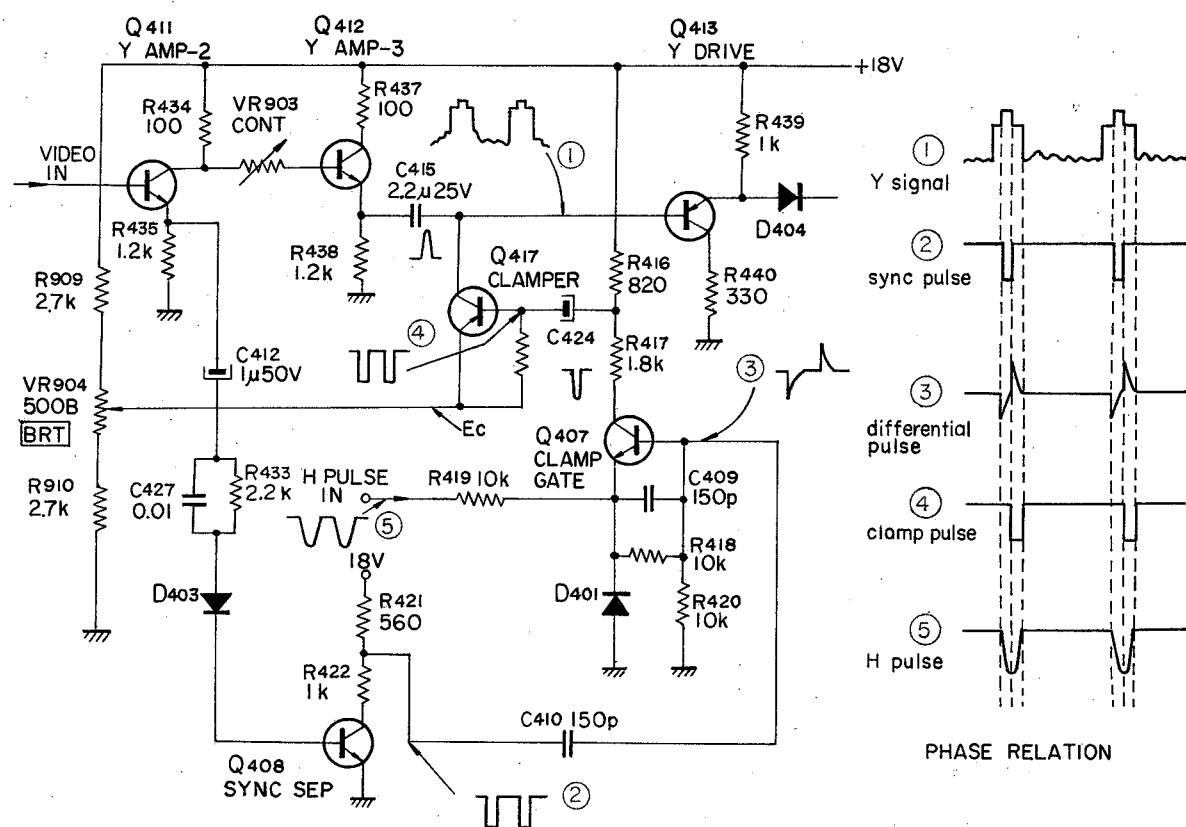 Q411
Y AMP-2
Q412
Y AMP-3
Q413
Y DRIVE
+18V
R434
100
VR903
CONT
R437
100
R439
1k
VIDEO
IN
C415
2.2μ25V
①
D404
R435
1.2k
R438
1.2k
Q417
CLAMPER
R416
820
R440
330
R909
2.7k
④
C424
R417
1.8k
③
C412
1μ50V
VR904
500B
BRT
Ec
Q407
CLAMP
GATE
R433
2.2k
C427
0.01
R910
2.7k
H PULSE
IN
⑤
R419 10k
C409
150p
18V
R418
10k
D403
R421
560
D401
R420
10k
R422
1k
C410 150p
Q408
SYNC SEP
②
①
Y signal
②
sync pulse
③
differential
pulse
④
clamp pulse
⑤
H pulse
PHASE RELATION